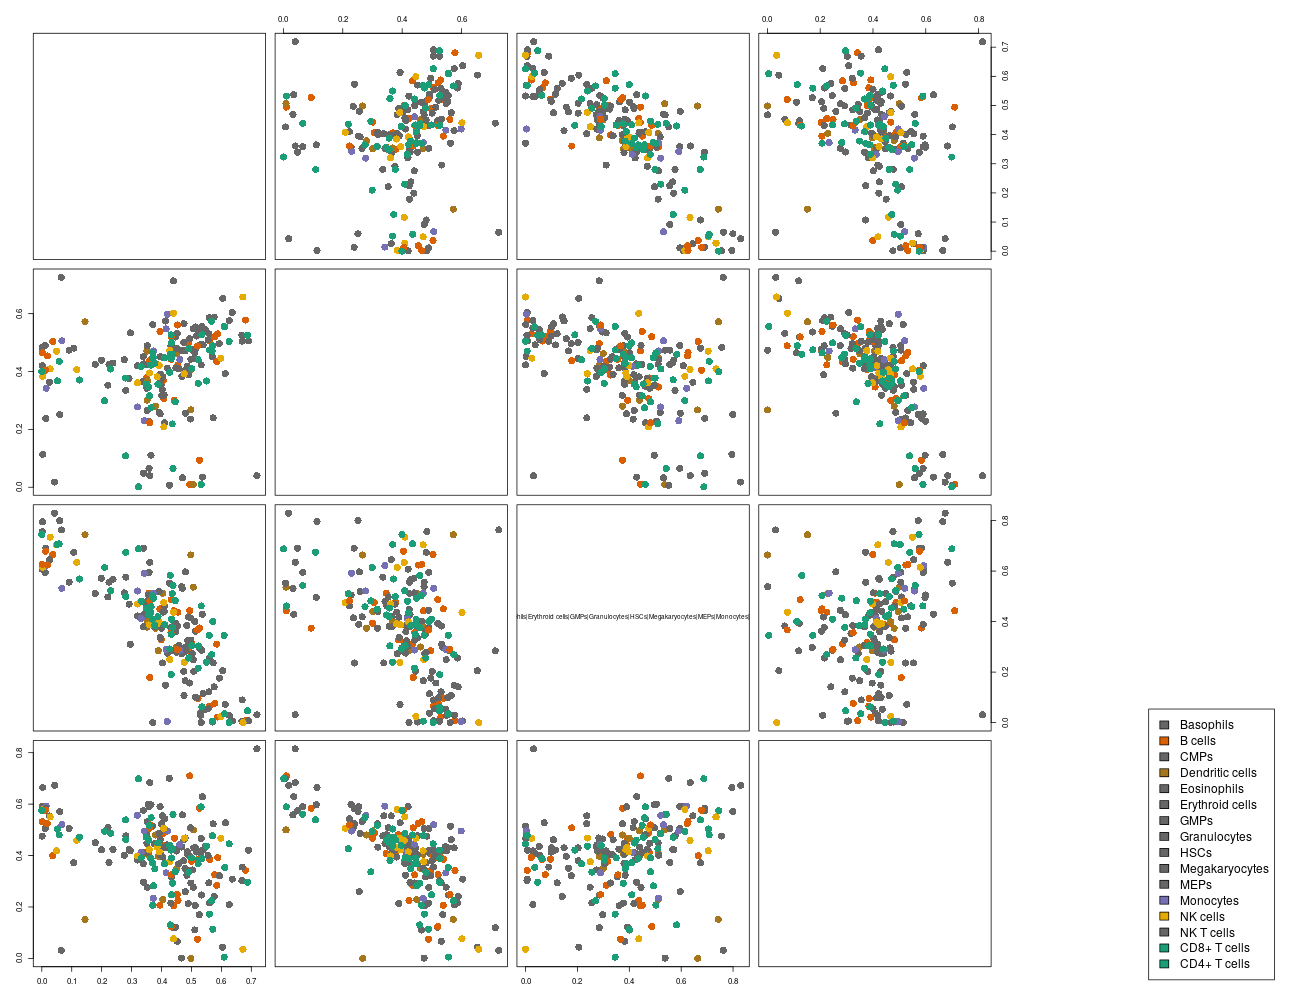 0.0 0.2 0.4 0.6
0.0 0.2 0.4 0.6 0.8
0.0 0.1 0.2 0.3 0.4 0.5 0.6 0.7
0.0 0.2 0.4 0.6
hils|Erythroid cells|GMPs|Granulocytes|HSCs|Megakaryocytes|MEPs|Monocytes|
0.0 0.2 0.4 0.6 0.8
0.0 0.2 0.4 0.6 0.8
0.0 0.1 0.2 0.3 0.4 0.5 0.6 0.7
0.0 0.2 0.4 0.6 0.8
Basophils
B cells
CMPs
Dendritic cells
Eosinophils
Erythroid cells
GMPs
Granulocytes
HSCs
Megakaryocytes
MEPs
Monocytes
NK cells
NK T cells
CD8+ T cells
CD4+ T cells